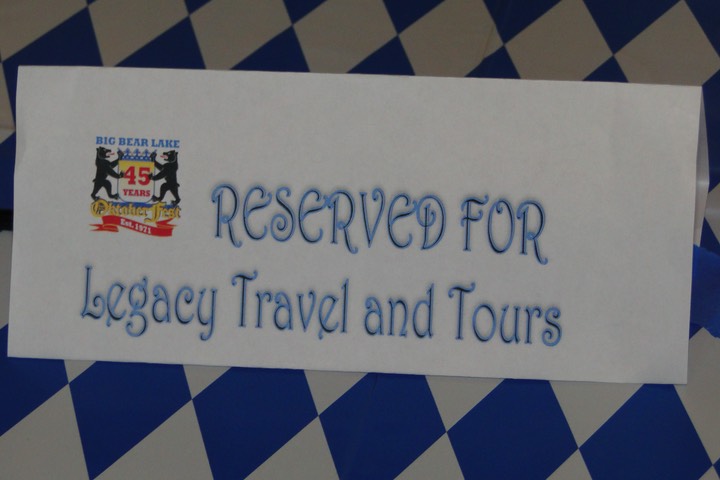 BIG BEAR LAKE
45
YEARS
Oktoberfest
Est. 1971
RESERVED FOR
Legacy Travel and Tours